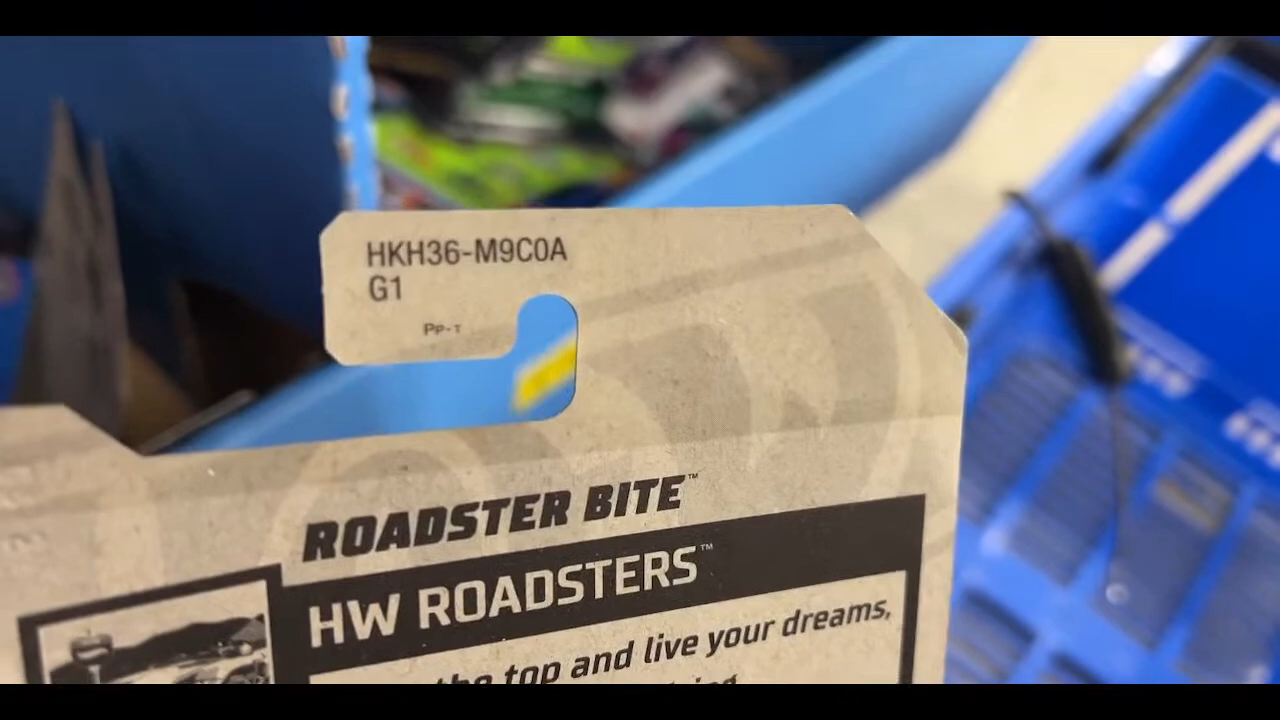 HKH36-M9C0A
G1
Pp-T
ROADSTER BITE™
HW ROADSTERS™
the top and live your dreams,